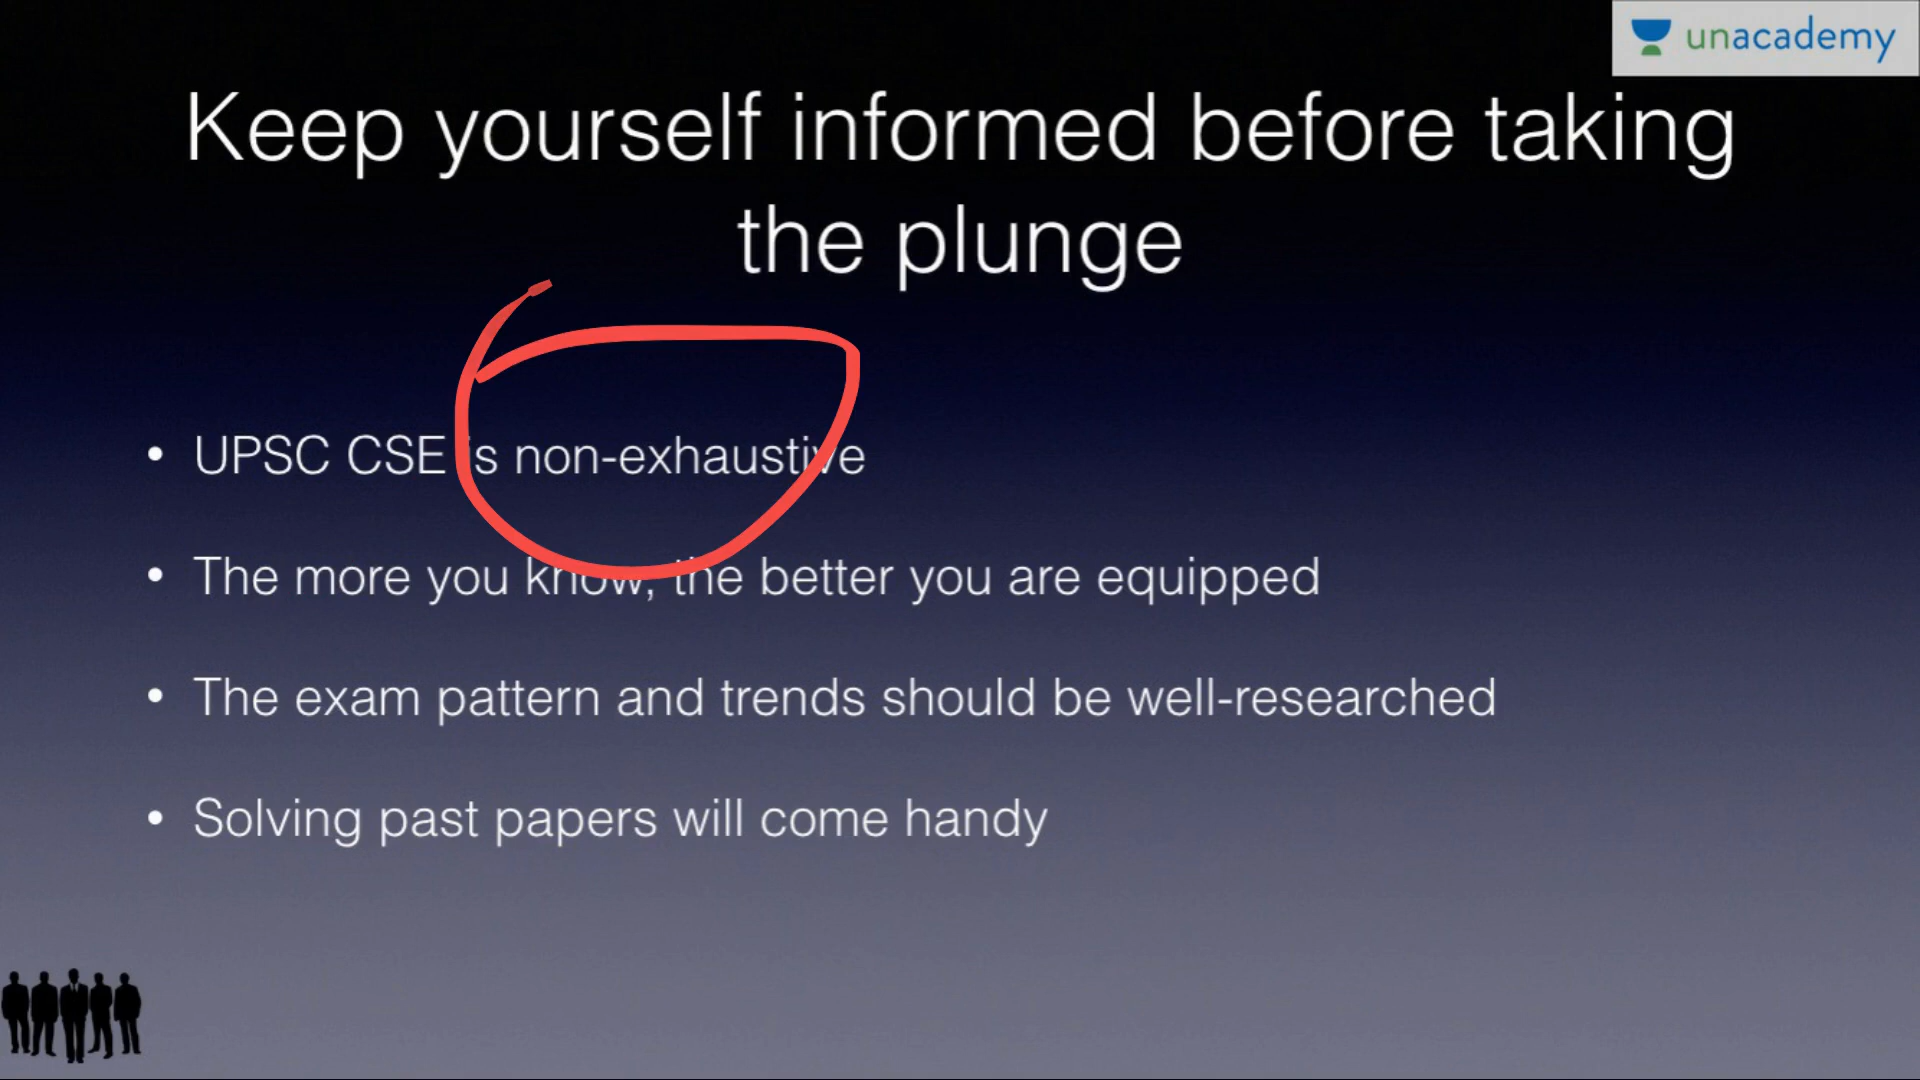 unacademy
Keep yourself informed before taking
the plunge
• UPSC CSE is non-exhaustive
• The more you know, the better you are equipped
• The exam pattern and trends should be well-researched
• Solving past papers will come handy